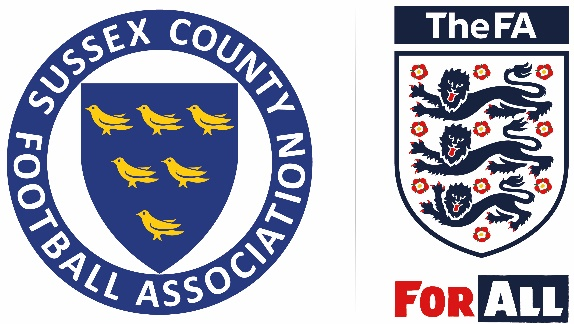 SUSSEX COUNTY
FOOTBALL ASSOCIATION
TheFA
FOR ALL